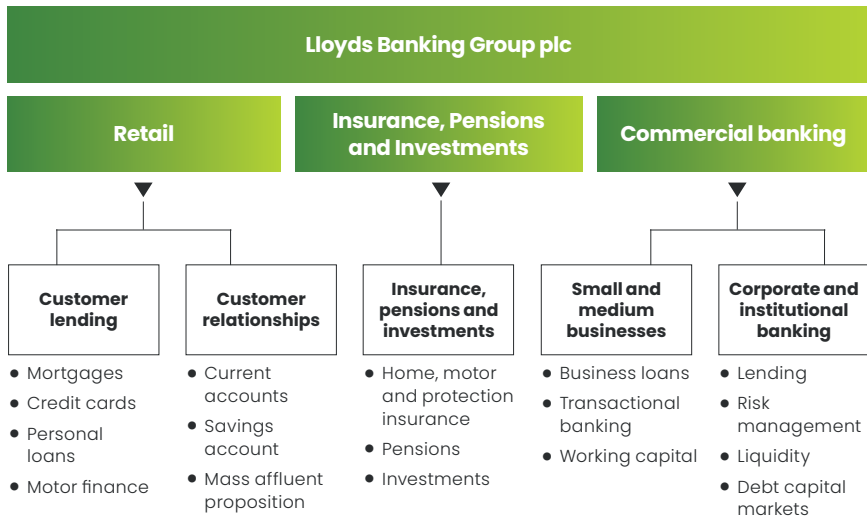 Lloyds Banking Group plc
Retail
Insurance, Pensions
and Investments
Commercial banking
Customer
lending
Customer
relationships
Insurance,
pensions and
investments
Small and
medium
businesses
Corporate and
institutional
banking
• Mortgages
• Credit cards
• Personal
loans
• Motor finance
• Current
accounts
• Savings
account
• Mass affluent
proposition
• Home, motor
and protection
insurance
• Pensions
• Investments
• Business loans
• Transactional
banking
• Working capital
• Lending
• Risk
management
• Liquidity
• Debt capital
markets